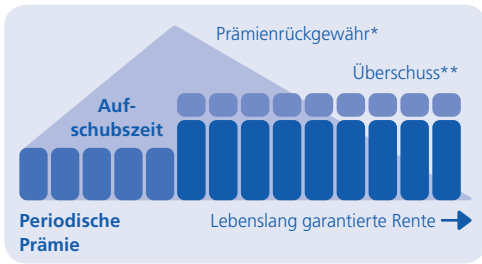 Prämienrückgewähr*
Überschuss**
Auf-
schubszeit
Periodische
Prämie
Lebenslang garantierte Rente